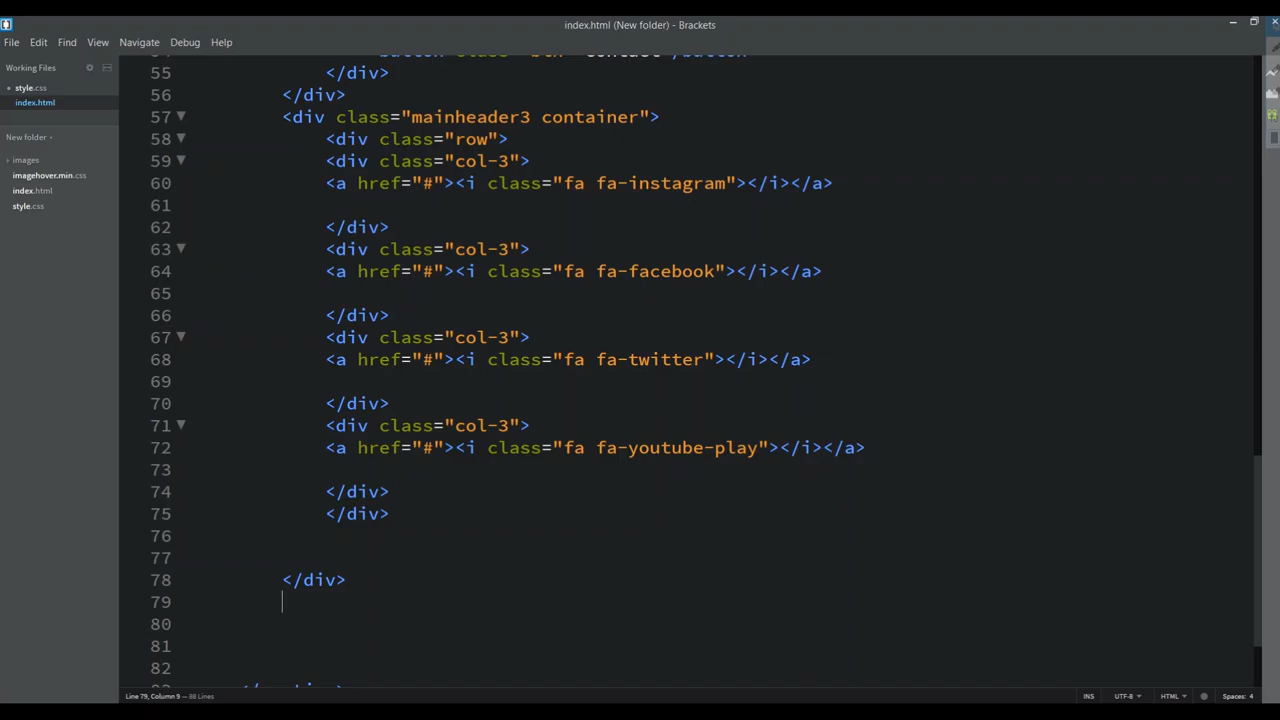 index.html (New folder) - Brackets
File Edit Find View Navigate Debug Help
Working Files
style.css
index.html
New folder
images
imagehover.min.css
index.html
style.css
55 </div>
56 </div>
57 <div class="mainheader3 container">
58 <div class="row">
59 <div class="col-3">
60 <a href="#"><i class="fa fa-instagram"></i></a>
61
62 </div>
63 <div class="col-3">
64 <a href="#"><i class="fa fa-facebook"></i></a>
65
66 </div>
67 <div class="col-3">
68 <a href="#"><i class="fa fa-twitter"></i></a>
69
70 </div>
71 <div class="col-3">
72 <a href="#"><i class="fa fa-youtube-play"></i></a>
73
74 </div>
75 </div>
76
77
78 </div>
79
80
81
82
Line 79, Column 9 — 88 Lines
INS UTF-8 HTML Spaces: 4